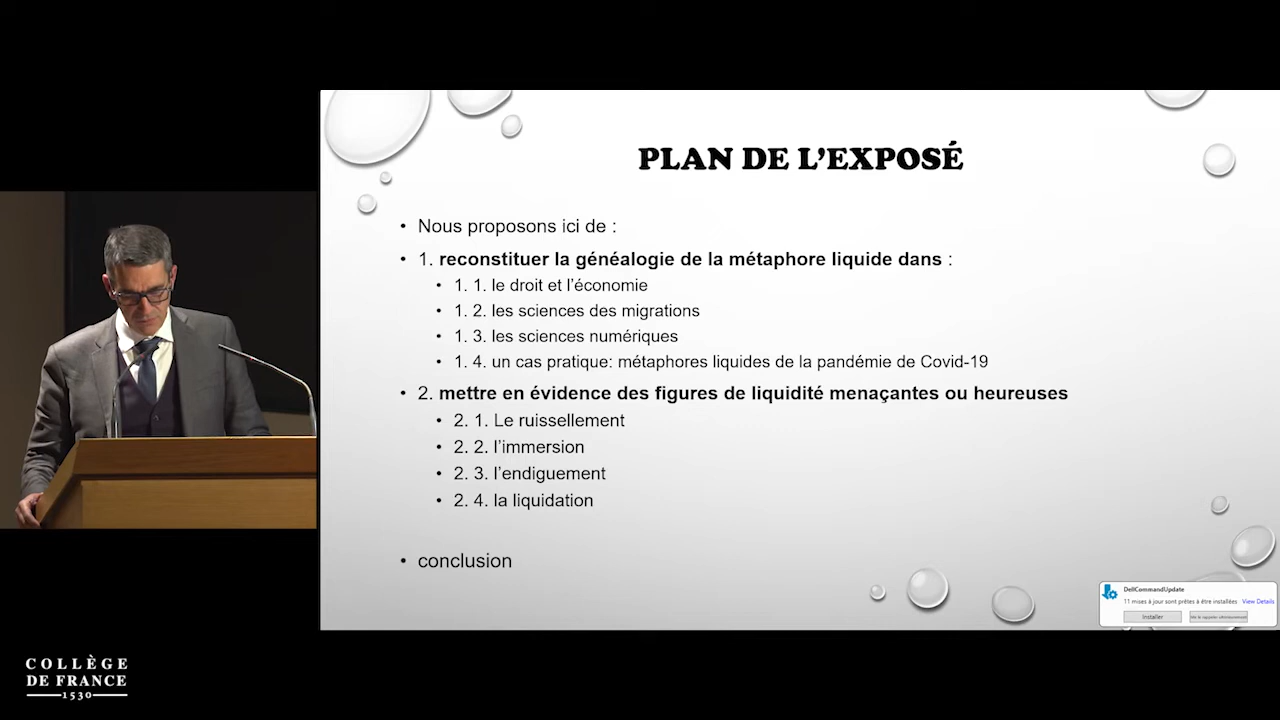 PLAN DE L'EXPOSÉ
• Nous proposons ici de :
• 1. reconstituer la généalogie de la métaphore liquide dans :
• 1. 1. le droit et l'économie
• 1. 2. les sciences des migrations
• 1. 3. les sciences numériques
• 1. 4. un cas pratique: métaphores liquides de la pandémie de Covid-19
• 2. mettre en évidence des figures de liquidité menaçantes ou heureuses
• 2. 1. Le ruissellement
• 2. 2. l'immersion
• 2. 3. l'endiguement
• 2. 4. la liquidation
• conclusion
DellCommandUpdate
11 mises à jour sont prêtes à être installées View Details
Installer
COLLÈGE
DE FRANCE
1530